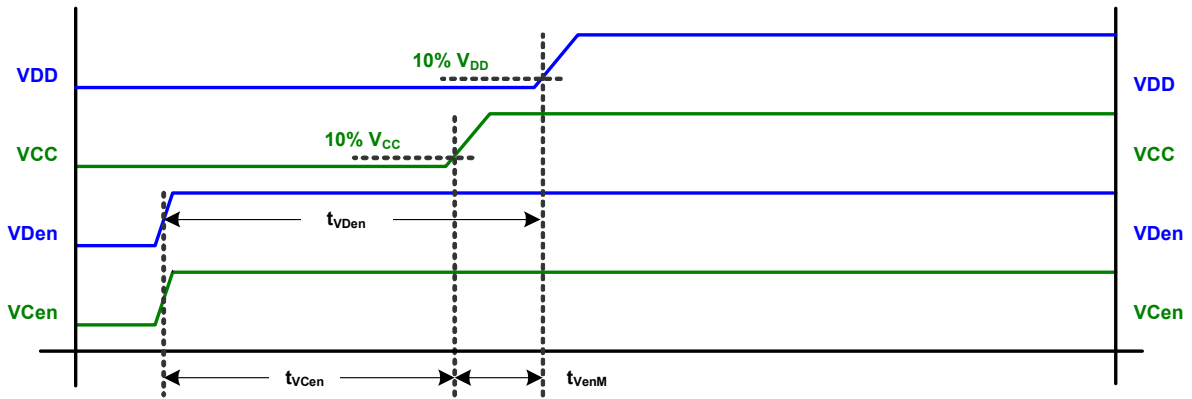 10% VDD
VDD
VDD
10% VCC
VCC
VCC
tVDen
VDen
VDen
VCen
VCen
tVCen
tVenM